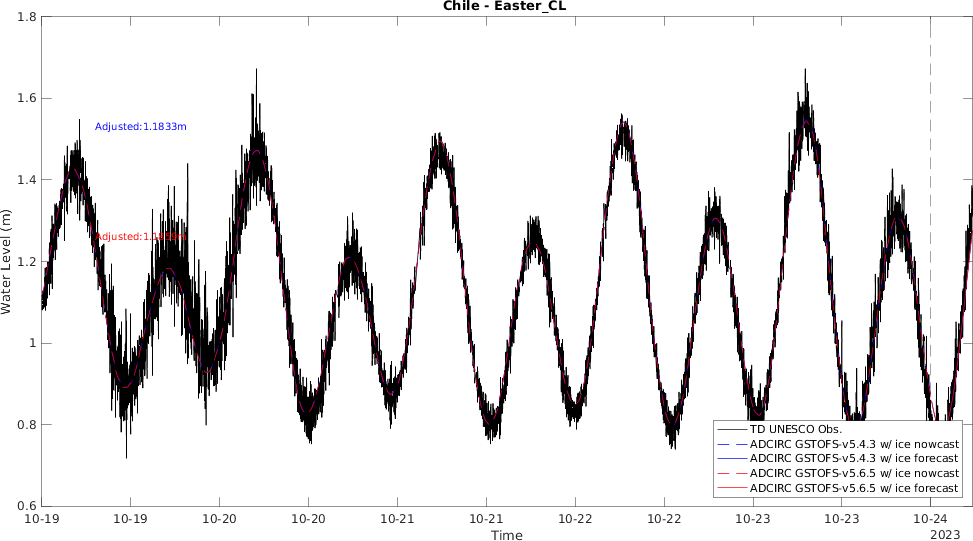 Chile - Easter_CL
1.8
1.6
1.4
1.2
1
0.8
0.6
Water Level (m)
Adjusted:1.1833m
TD UNESCO Obs.
ADCIRC GSTOFS-v5.4.3 w/ ice nowcast
ADCIRC GSTOFS-v5.4.3 w/ ice forecast
ADCIRC GSTOFS-v5.6.5 w/ ice nowcast
ADCIRC GSTOFS-v5.6.5 w/ ice forecast
10-19 10-19 10-20 10-20 10-21 10-21 10-22 10-22 10-23 10-23 10-24
Time
2023